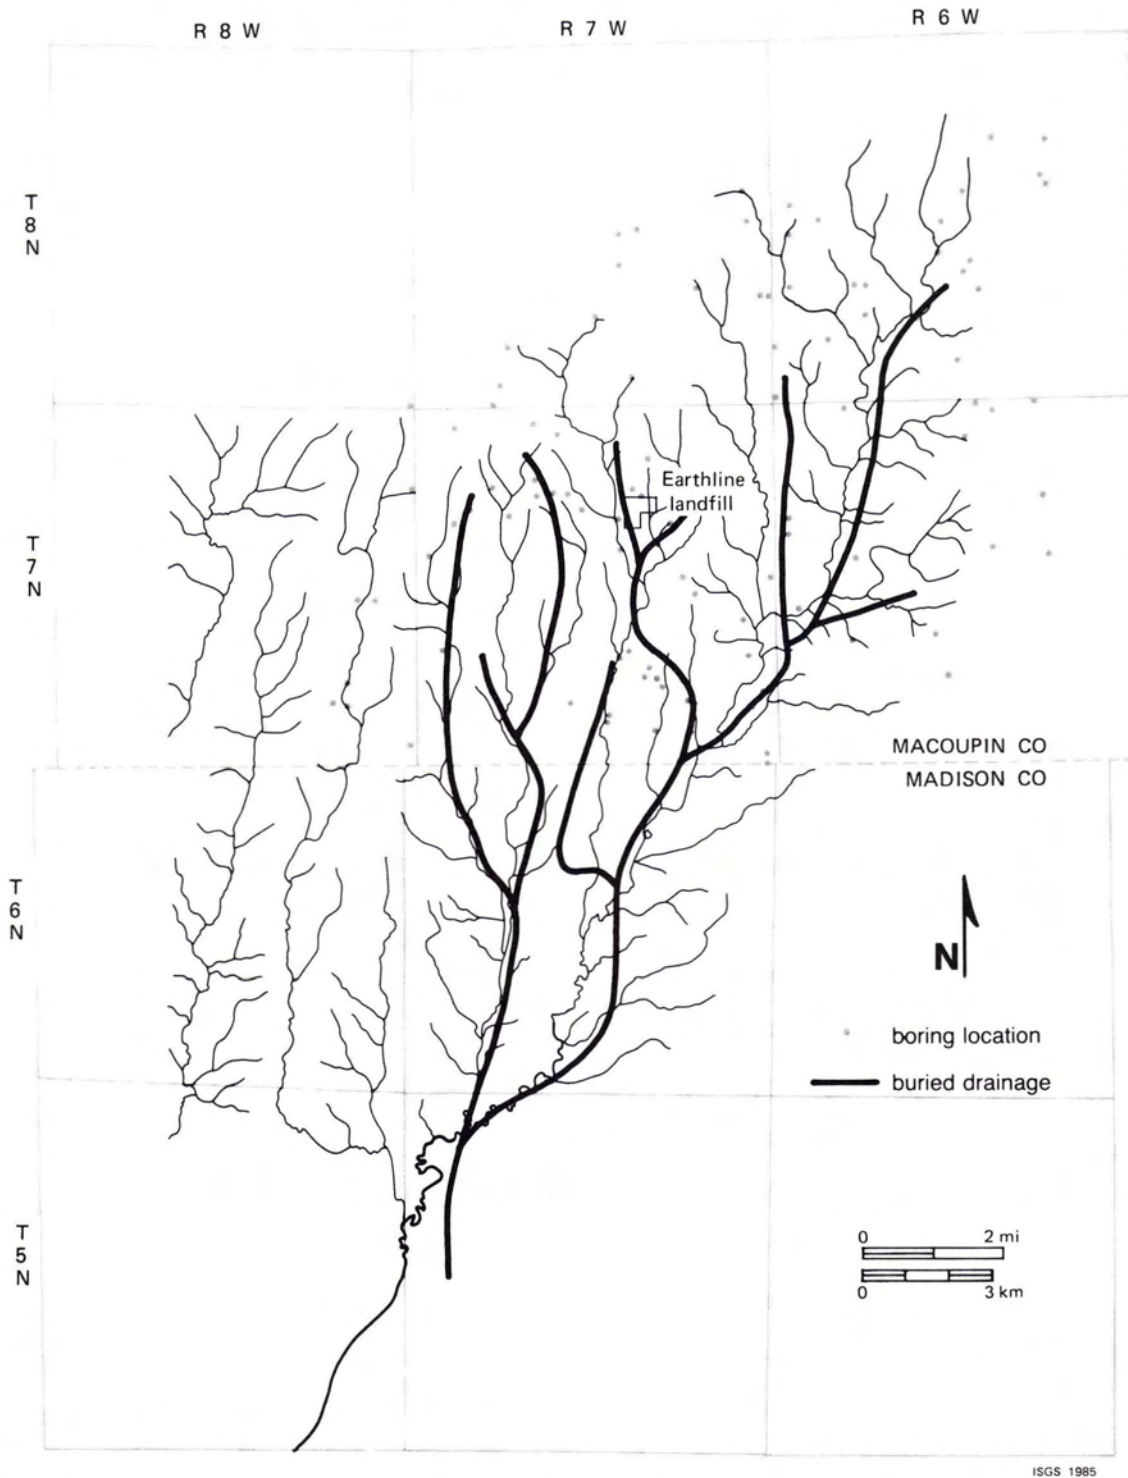 R 8 W
R 7 W
R 6 W
T
8
N
Earthline
landfill
T
7
N
MACOUPIN CO
MADISON CO
T
6
N
N
boring location
buried drainage
T
5
N
0 2 mi
0 3 km
ISGS 1985